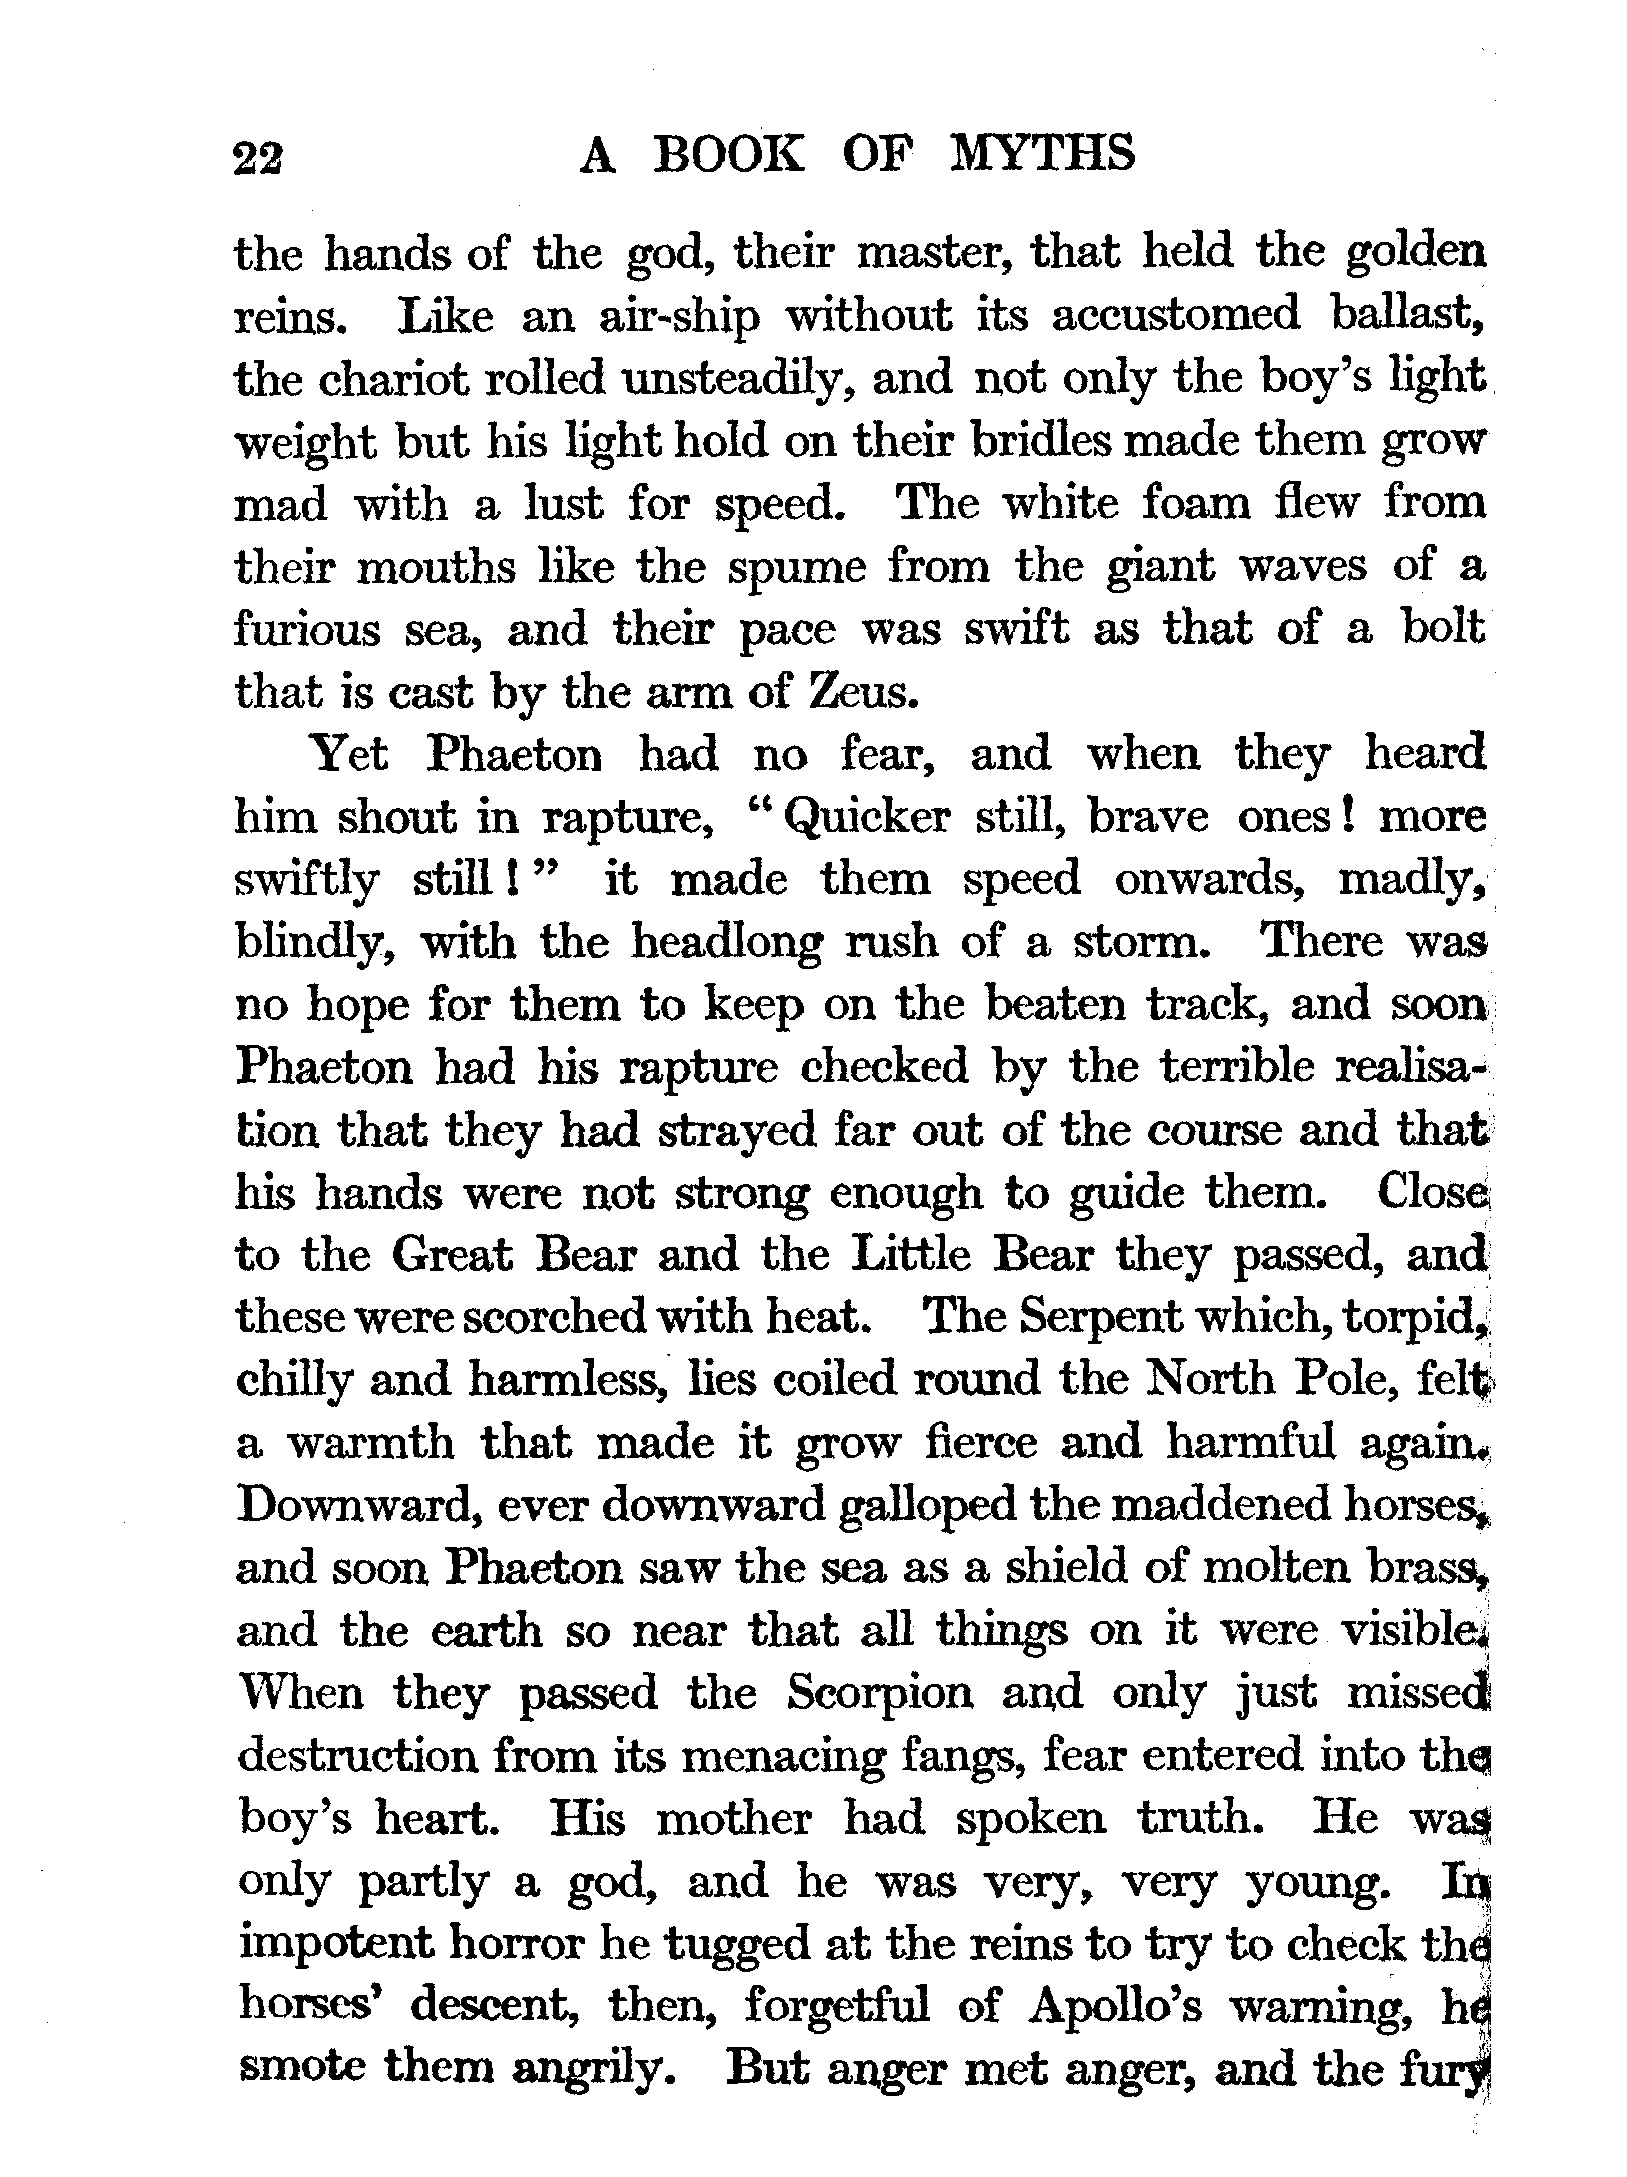 22 A BOOK OF MYTHS
the hands of the god, their master, that held the golden
reins. Like an air-ship without its accustomed ballast,
the chariot rolled unsteadily, and not only the boy's light
weight but his light hold on their bridles made them grow
mad with a lust for speed. The white foam flew from
their mouths like the spume from the giant waves of a
furious sea, and their pace was swift as that of a bolt
that is cast by the arm of Zeus.
Yet Phaeton had no fear, and when they heard
him shout in rapture, “Quicker still, brave ones! more
swiftly still!” it made them speed onwards, madly,
blindly, with the headlong rush of a storm. There was
no hope for them to keep on the beaten track, and soon
Phaeton had his rapture checked by the terrible realisa-
tion that they had strayed far out of the course and that
his hands were not strong enough to guide them. Close
to the Great Bear and the Little Bear they passed, and
these were scorched with heat. The Serpent which, torpid,
chilly and harmless, lies coiled round the North Pole, felt
a warmth that made it grow fierce and harmful again.
Downward, ever downward galloped the maddened horses,
and soon Phaeton saw the sea as a shield of molten brass,
and the earth so near that all things on it were visible.
When they passed the Scorpion and only just missed
destruction from its menacing fangs, fear entered into the
boy's heart. His mother had spoken truth. He was
only partly a god, and he was very, very young. In
impotent horror he tugged at the reins to try to check the
horses' descent, then, forgetful of Apollo's warning, he
smote them angrily. But anger met anger, and the fury